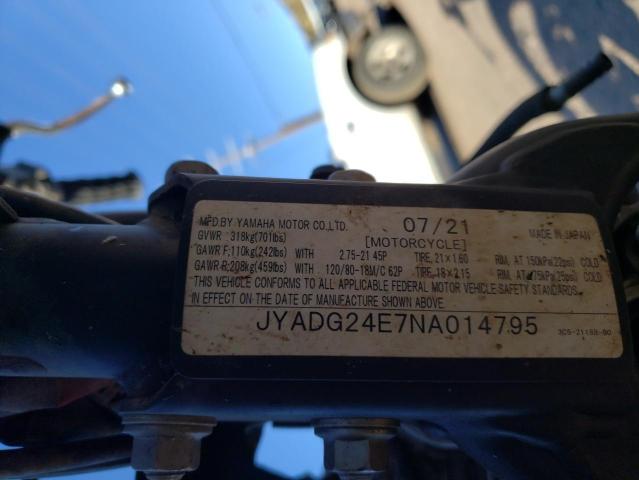 MFD.BY YAMAHA MOTOR CO.,LTD. 07/21 MADE IN JAPAN
GVWR 318kg(701lbs) [MOTORCYCLE]
GAWR F;110kg(242lbs) WITH 2.75-21 45P TIRE, 21 x 1.60 RIM, AT 150kPa(22psi) COLD
GAWR R;208kg(459lbs) WITH 120/80-18M/C 62P TIRE, 18 x 2.15 RIM, AT 175kPa(25psi) COLD
THIS VEHICLE CONFORMS TO ALL APPLICABLE FEDERAL MOTOR VEHICLE SAFETY STANDARDS
IN EFFECT ON THE DATE OF MANUFACTURE SHOWN ABOVE.
JYADG24E7NA014795 3C5-2118B-90